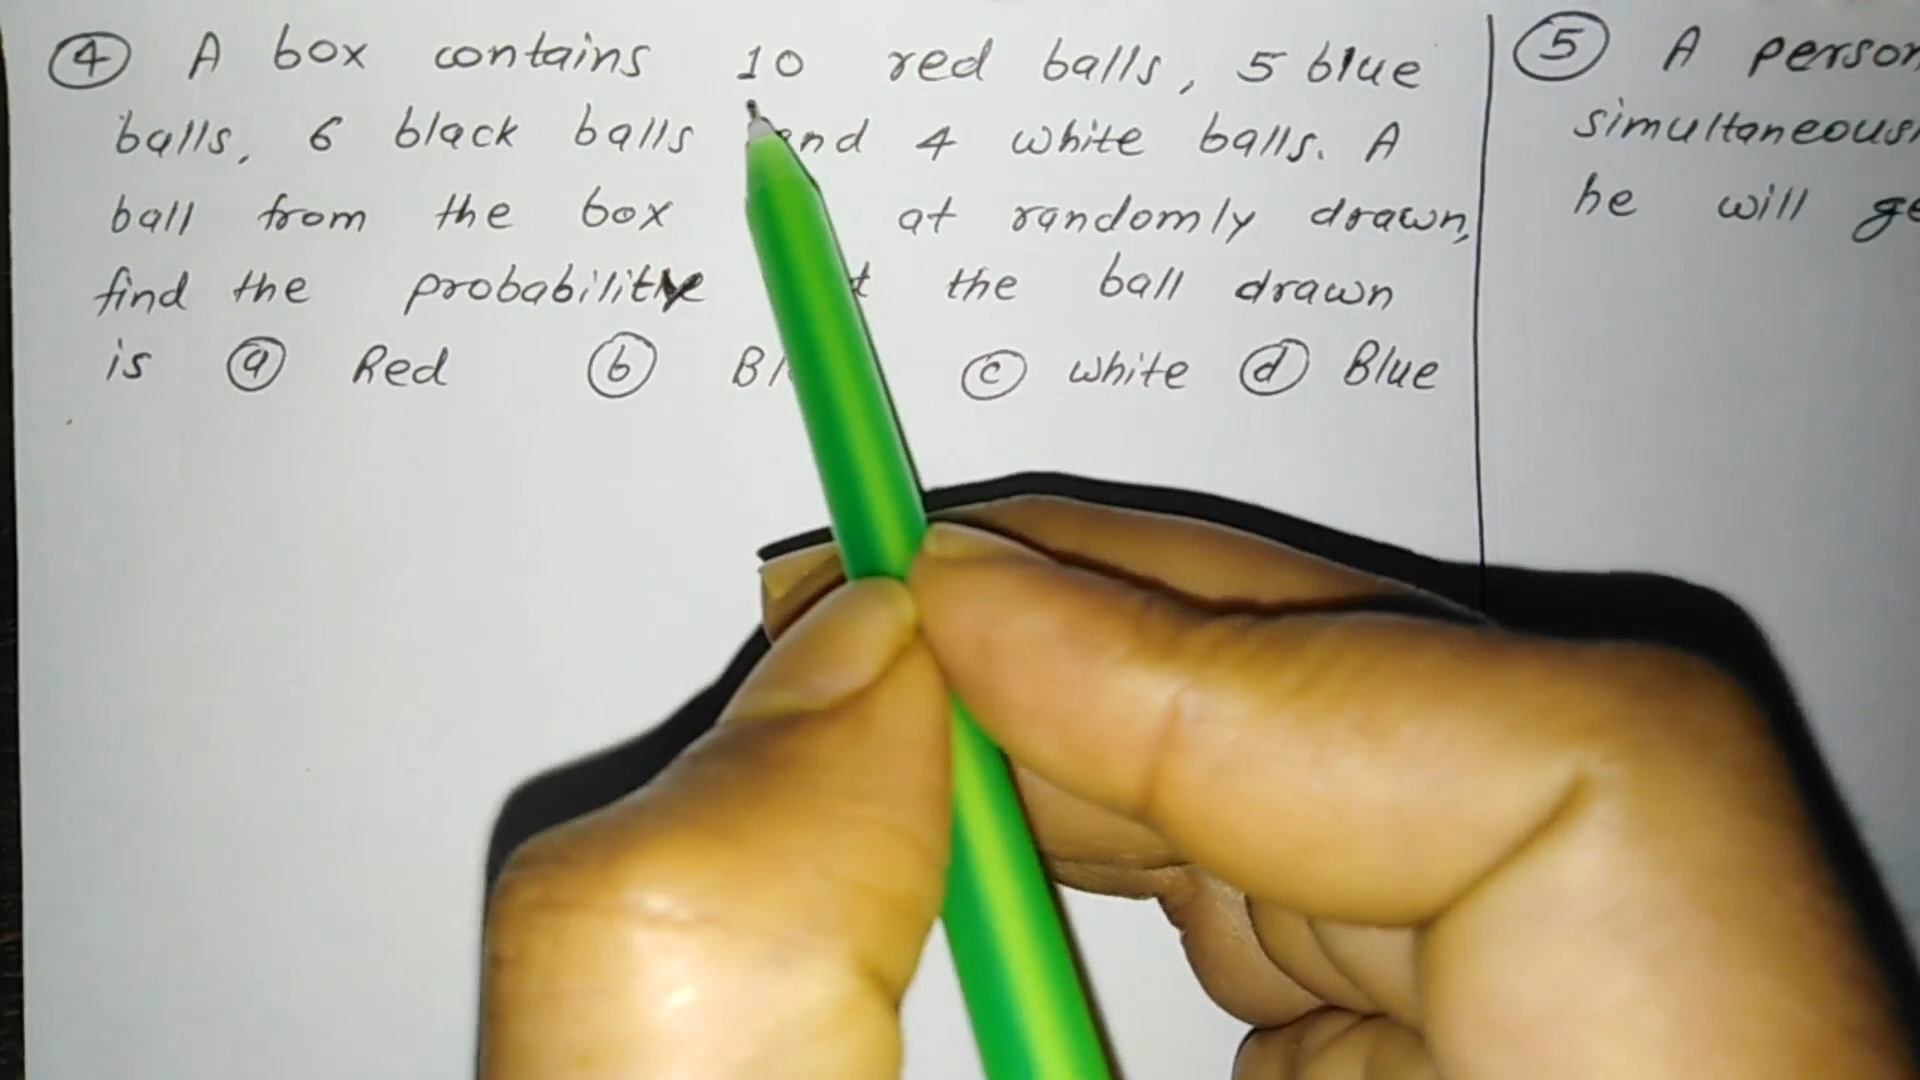 ④ A box contains 10 red balls, 5 blue
balls, 6 black balls and 4 white balls. A
ball from the box at randomly drawn,
find the probability the ball drawn
is ⓐ Red ⓑ ⓒ white ⓓ Blue
⑤ A person
simultaneous
he will